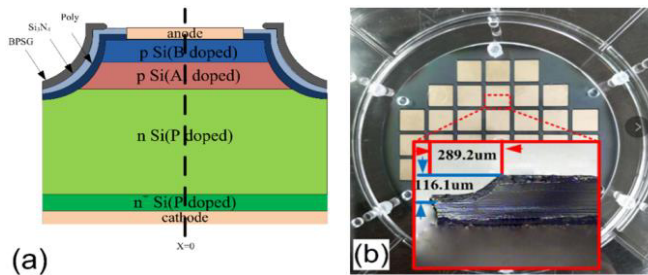 Poly
Si₃N₄
BPSG
anode
p Si(B doped)
p Si(Al doped)
n Si(P doped)
n⁻ Si(P doped)
cathode
X=0
(a)
289.2um
116.1um
(b)